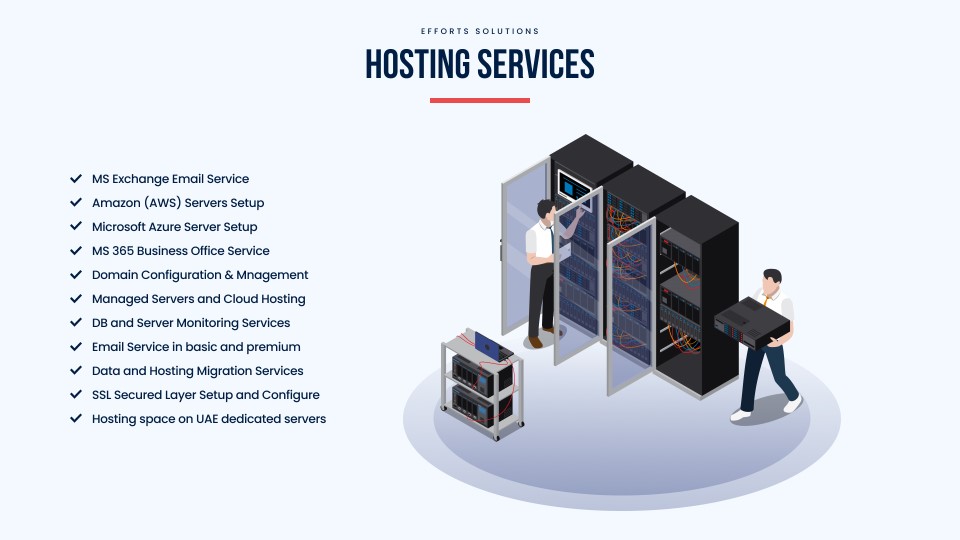 EFFORTS SOLUTIONS
HOSTING SERVICES
MS Exchange Email Service
Amazon (AWS) Servers Setup
Microsoft Azure Server Setup
MS 365 Business Office Service
Domain Configuration & Mnagement
Managed Servers and Cloud Hosting
DB and Server Monitoring Services
Email Service in basic and premium
Data and Hosting Migration Services
SSL Secured Layer Setup and Configure
Hosting space on UAE dedicated servers